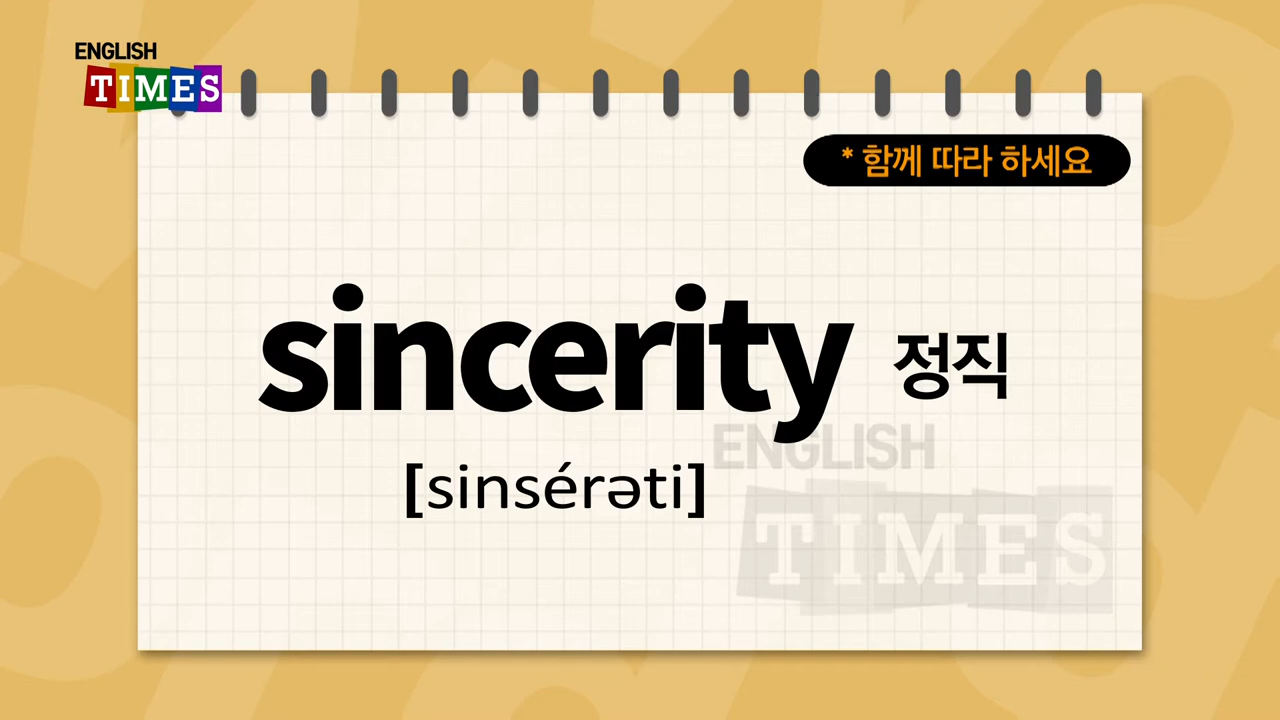 ENGLISH
TIMES
* 함께 따라 하세요
sincerity 정직
[sinsérəti]
ENGLISH
TIMES